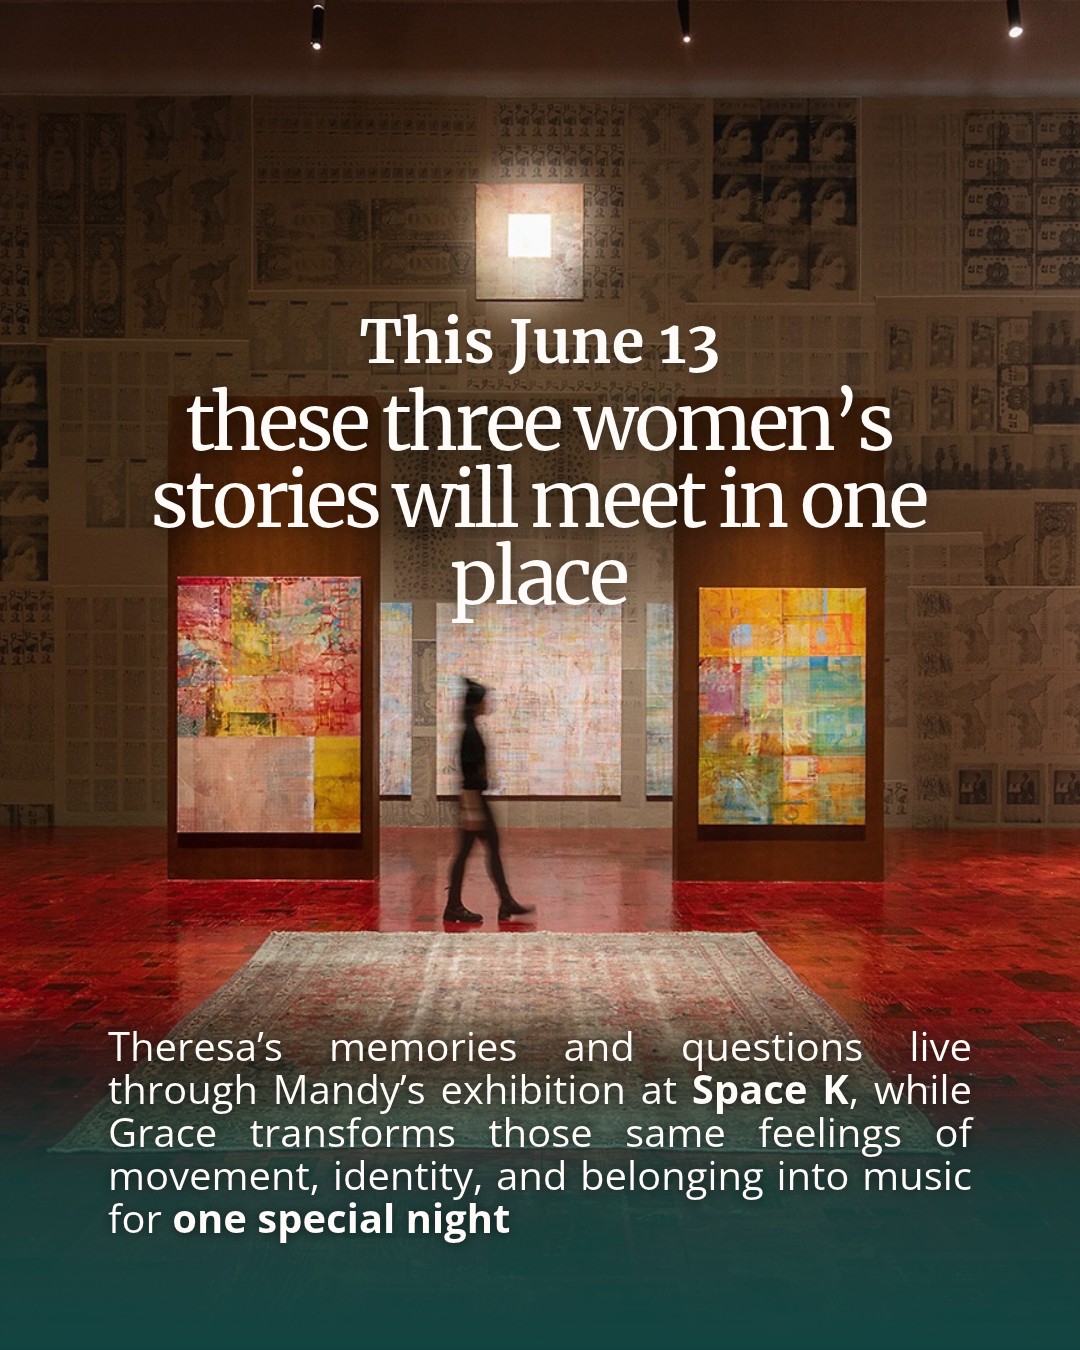 This June 13
these three women’s
stories will meet in one
place
Theresa’s memories and questions live
through Mandy’s exhibition at Space K, while
Grace transforms those same feelings of
movement, identity, and belonging into music
for one special night